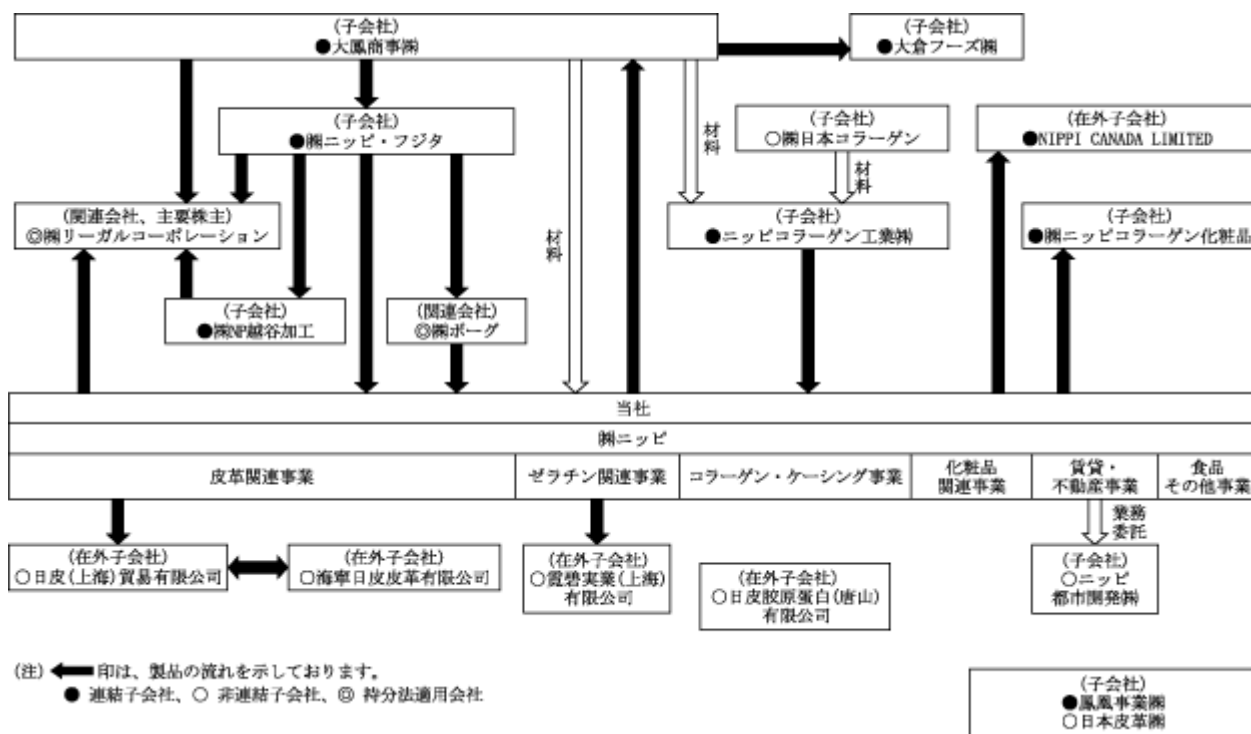 (子会社)
●大鳳商事㈱
(子会社)
●大倉フーズ㈱
(子会社)
●㈱ニッピ・フジタ
材料
(子会社)
○㈱日本コラーゲン
材料
(在外子会社)
●NIPPI CANADA LIMITED
(関連会社、主要株主)
◎㈱リーガルコーポレーション
材料
(子会社)
●ニッピコラーゲン工業㈱
(子会社)
●㈱ニッピコラーゲン化粧品
(子会社)
●㈱NP越谷加工
(関連会社)
◎㈱ボーグ
当社
㈱ニッピ
皮革関連事業
ゼラチン関連事業
コラーゲン・ケーシング事業
化粧品
関連事業
賃貸・
不動産事業
食品
その他事業
業務
委託
(在外子会社)
○日皮(上海)貿易有限公司
(在外子会社)
○海寧日皮皮革有限公司
(在外子会社)
○霞碧実業(上海)
有限公司
(在外子会社)
○日皮胶原蛋白(唐山)
有限公司
(子会社)
○ニッピ
都市開発㈱
(注) 印は、製品の流れを示しております。
● 連結子会社、○ 非連結子会社、◎ 持分法適用会社
(子会社)
●鳳凰事業㈱
○日本皮革㈱